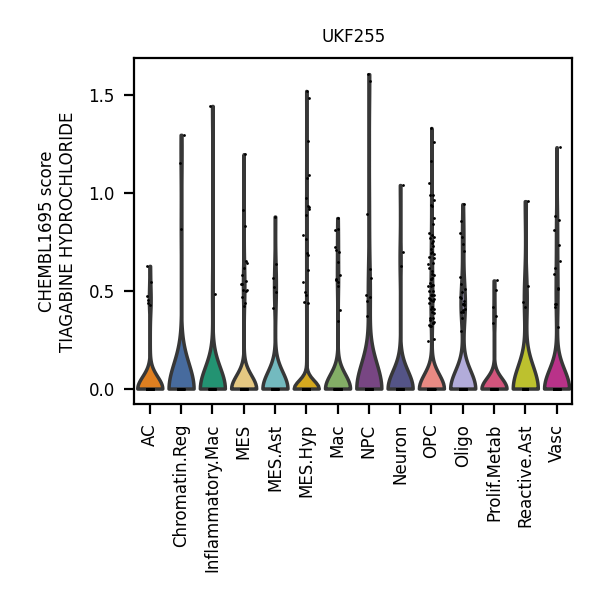 UKF255
CHEMBL1695 score
TIAGABINE HYDROCHLORIDE
1.5
1.0
0.5
0.0
AC
Chromatin.Reg
Inflammatory.Mac
MES
MES.Ast
MES.Hyp
Mac
NPC
Neuron
OPC
Oligo
Prolif.Metab
Reactive.Ast
Vasc